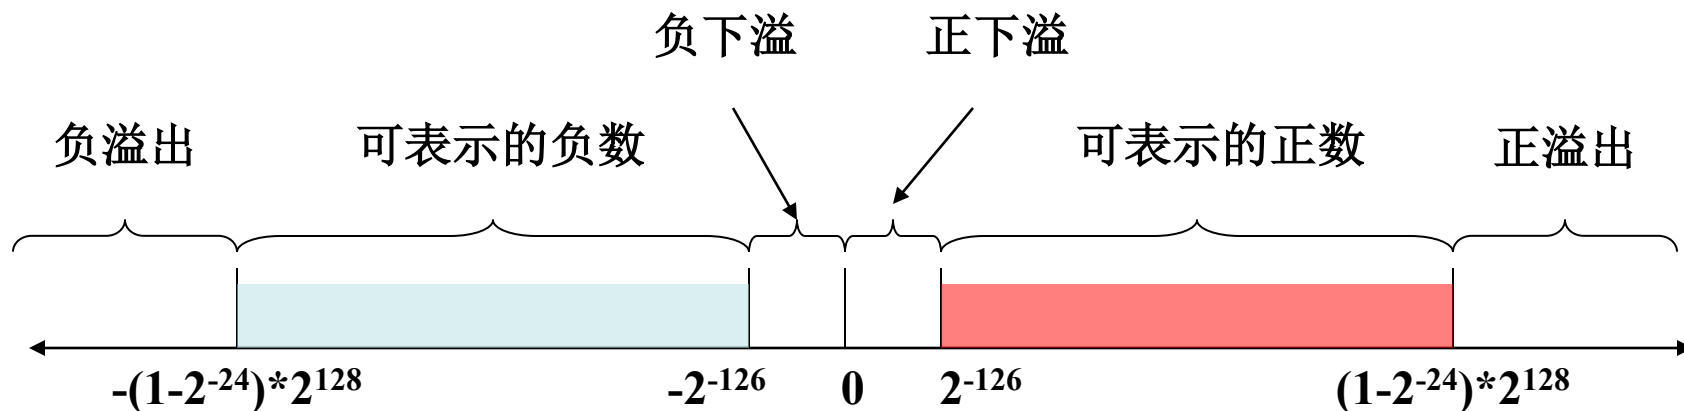 负下溢 正下溢
负溢出 可表示的负数 可表示的正数 正溢出
-(1-2⁻²⁴)*2¹²⁸ -2⁻¹²⁶ 0 2⁻¹²⁶ (1-2⁻²⁴)*2¹²⁸